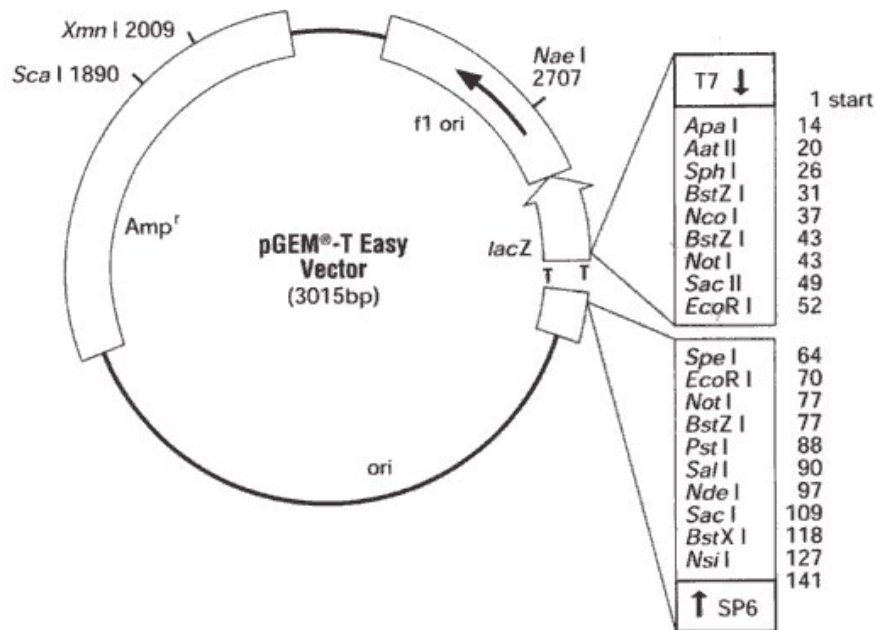 Xmn I 2009
Sca I 1890
Nae I
2707
f1 ori
Ampʳ
pGEM®-T Easy
Vector
(3015bp)
lacZ
T T
ori
T7 ↓
1 start
Apa I 14
Aat II 20
Sph I 26
BstZ I 31
Nco I 37
BstZ I 43
Not I 43
Sac II 49
EcoR I 52
Spe I 64
EcoR I 70
Not I 77
BstZ I 77
Pst I 88
Sal I 90
Nde I 97
Sac I 109
BstX I 118
Nsi I 127
141
↑ SP6